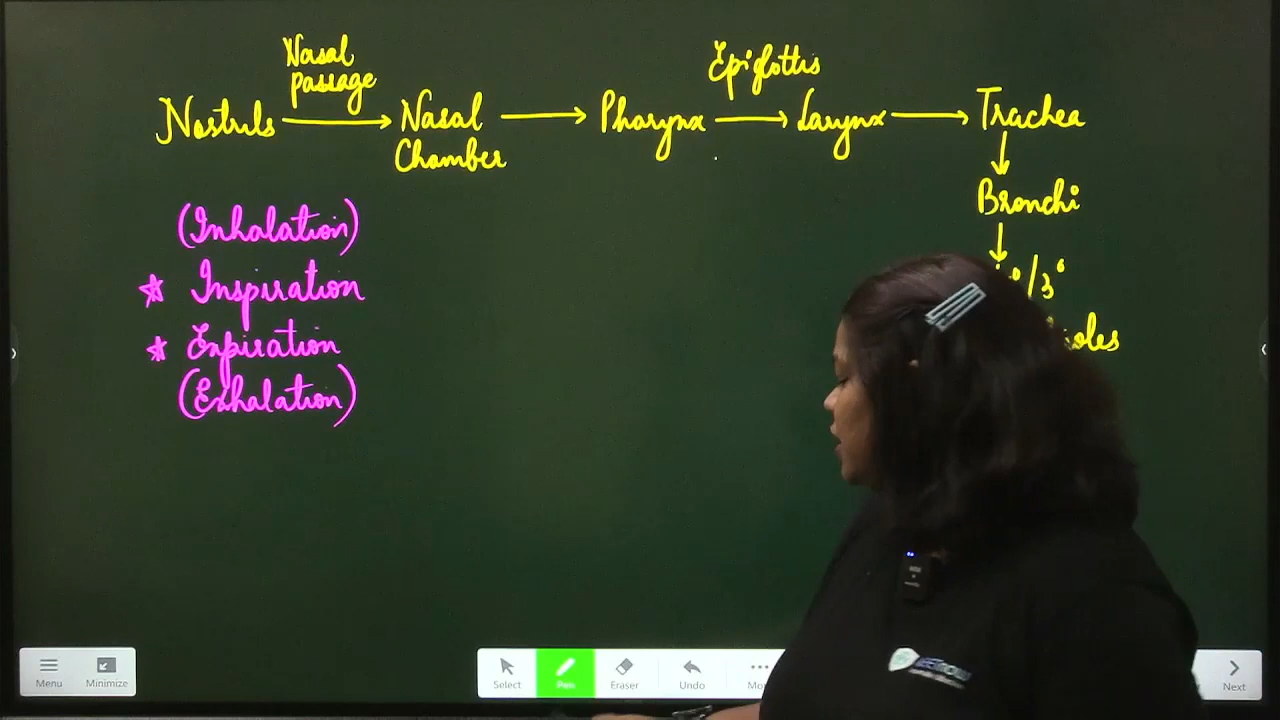 Nasal
passage
Epiglottis
Nostrils → Nasal → Pharynx → Larynx → Trachea
Chamber
↓
Bronchi
↓
°/3°
(Inhalation)
☆ Inspiration
☆ Expiration
(Exhalation)
Menu
Minimize
Select
Pen
Eraser
Undo
Next